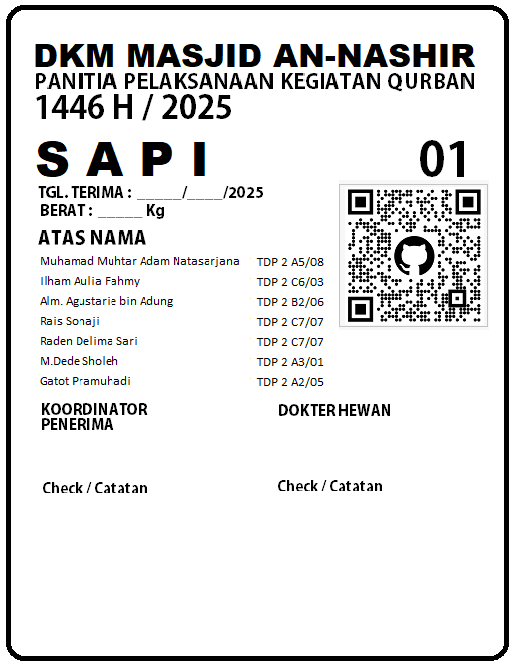 DKM MASJID AN-NASHIR
PANITIA PELAKSANAAN KEGIATAN QURBAN
1446 H / 2025
SAPI 01
TGL. TERIMA : _____/____/2025
BERAT : _____ Kg
ATAS NAMA
Muhamad Muhtar Adam Natasarjana TDP 2 A5/08
Ilham Aulia Fahmy TDP 2 C6/03
Alm. Agustarie bin Adung TDP 2 B2/06
Rais Sonaji TDP 2 C7/07
Raden Delima Sari TDP 2 C7/07
M.Dede Sholeh TDP 2 A3/01
Gatot Pramuhadi TDP 2 A2/05
KOORDINATOR PENERIMA
DOKTER HEWAN
Check / Catatan
Check / Catatan